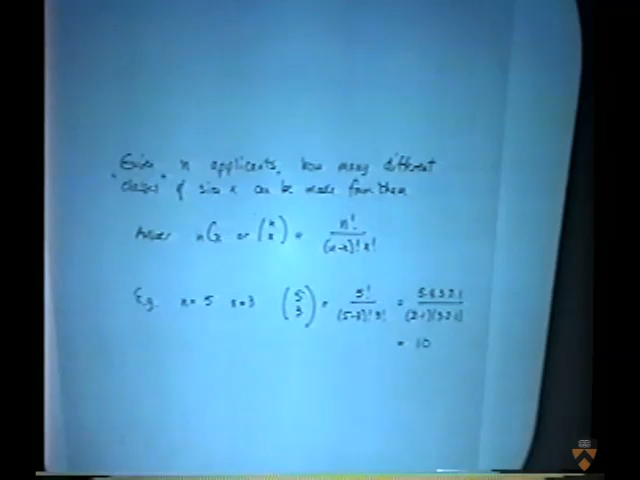 Given n applicants, how many different
"classes" of size x can be made from them
Answer nCx or (n x) = n! / (n-x)! x!
E.g. n = 5 x = 3 (5 3) = 5! / (5-3)! 3! = 5·4·3·2·1 / (2·1)(3·2·1)
= 10